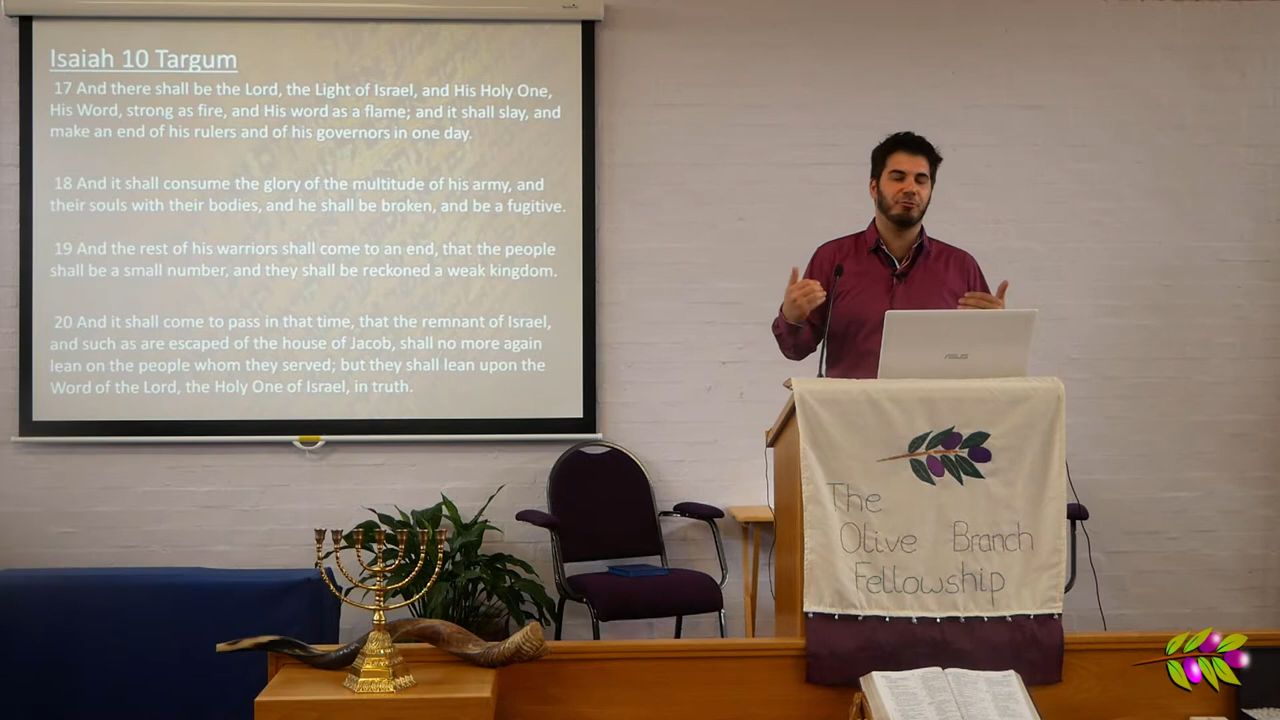 Isaiah 10 Targum
17 And there shall be the Lord, the Light of Israel, and His Holy One,
His Word, strong as fire, and His word as a flame; and it shall slay, and
make an end of his rulers and of his governors in one day.
18 And it shall consume the glory of the multitude of his army, and
their souls with their bodies, and he shall be broken, and be a fugitive.
19 And the rest of his warriors shall come to an end, that the people
shall be a small number, and they shall be reckoned a weak kingdom.
20 And it shall come to pass in that time, that the remnant of Israel,
and such as are escaped of the house of Jacob, shall no more again
lean on the people whom they served; but they shall lean upon the
Word of the Lord, the Holy One of Israel, in truth.
ASUS
The
Olive Branch
Fellowship